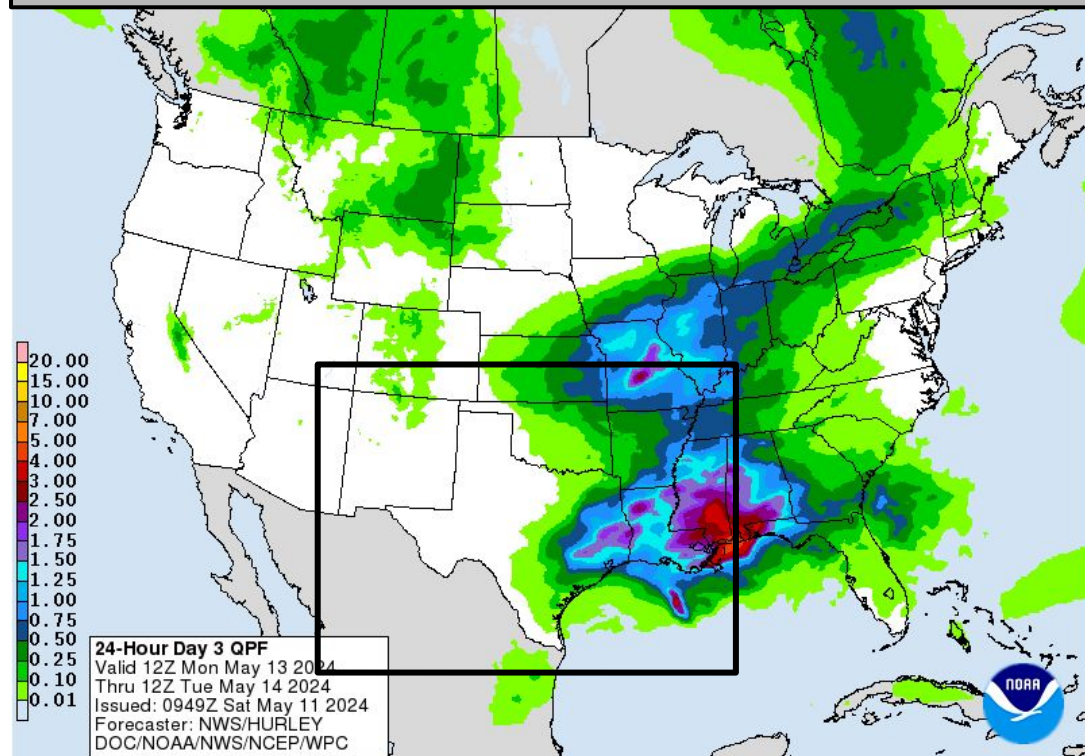 20.00
15.00
10.00
7.00
5.00
4.00
3.00
2.50
2.00
1.75
1.50
1.25
1.00
0.75
0.50
0.25
0.10
0.01
24-Hour Day 3 QPF
Valid 12Z Mon May 13 2024
Thru 12Z Tue May 14 2024
Issued: 0949Z Sat May 11 2024
Forecaster: NWS/HURLEY
DOC/NOAA/NWS/NCEP/WPC
NOAA